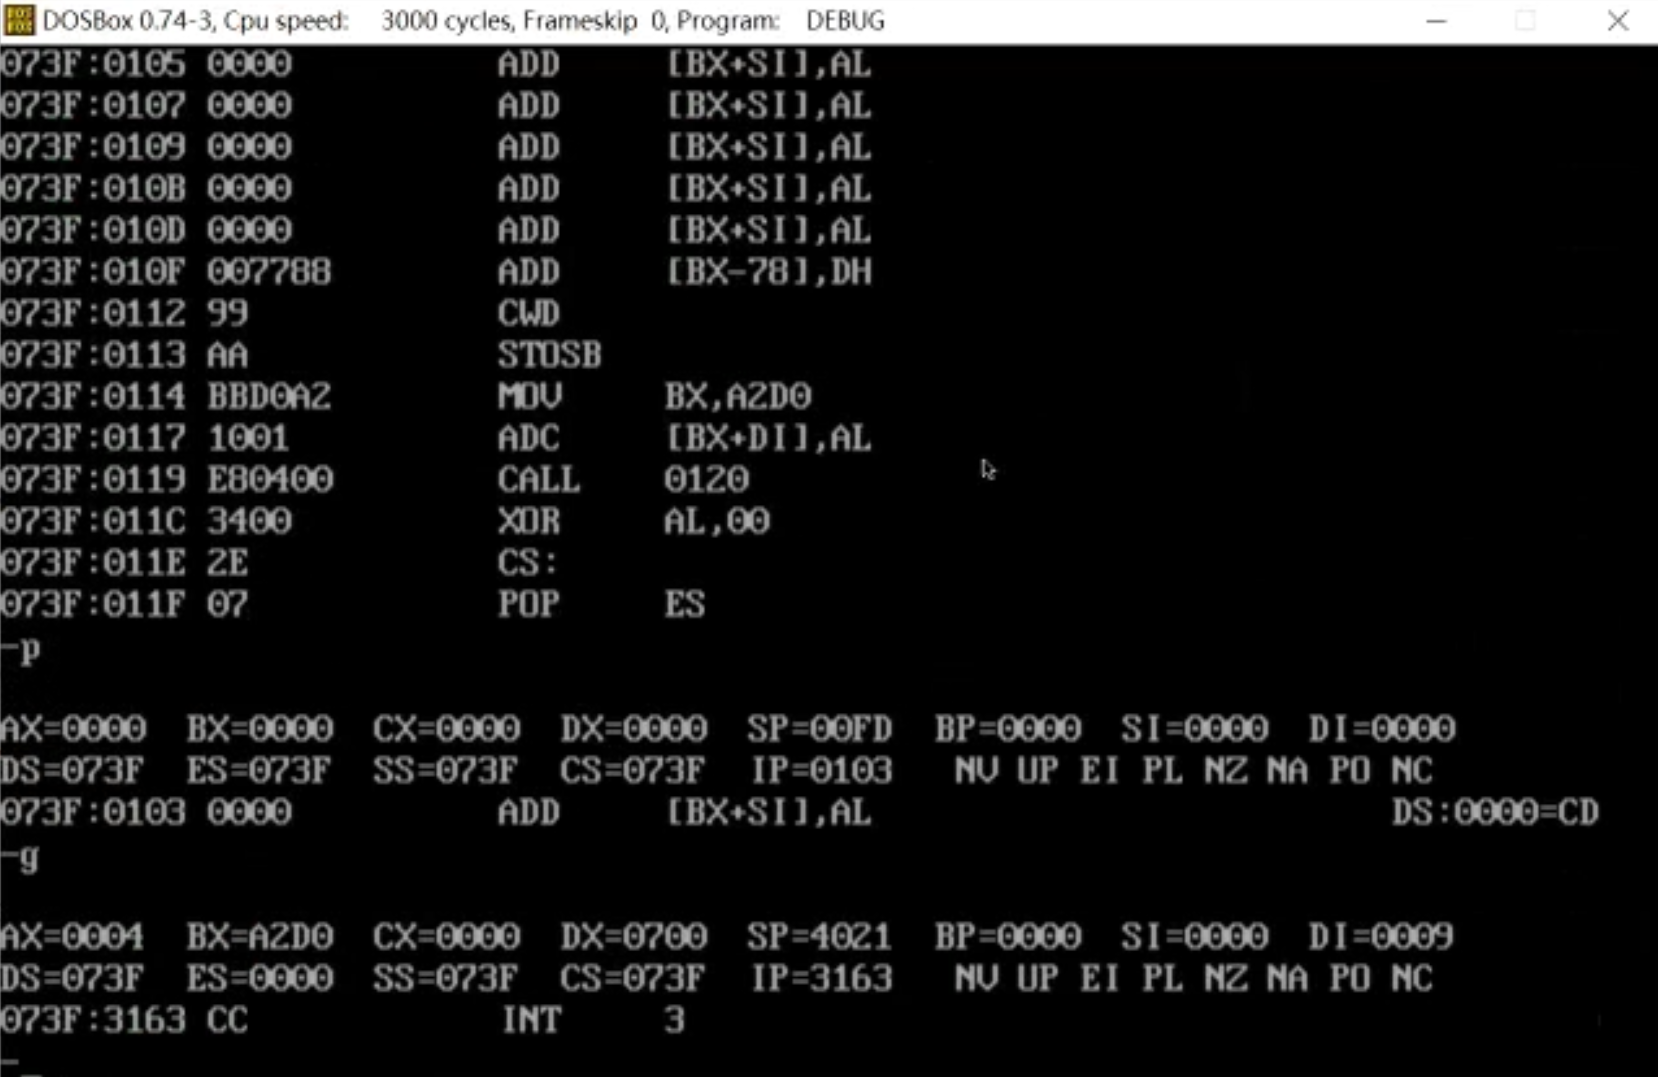 DOSBox 0.74-3, Cpu speed: 3000 cycles, Frameskip 0, Program: DEBUG
073F:0105 0000 ADD [BX+SI],AL
073F:0107 0000 ADD [BX+SI],AL
073F:0109 0000 ADD [BX+SI],AL
073F:010B 0000 ADD [BX+SI],AL
073F:010D 0000 ADD [BX+SI],AL
073F:010F 007788 ADD [BX-78],DH
073F:0112 99 CWD
073F:0113 AA STOSB
073F:0114 BBD0A2 MOV BX,A2D0
073F:0117 1001 ADC [BX+DI],AL
073F:0119 E80400 CALL 0120
073F:011C 3400 XOR AL,00
073F:011E 2E CS:
073F:011F 07 POP ES
-p
AX=0000 BX=0000 CX=0000 DX=0000 SP=00FD BP=0000 SI=0000 DI=0000
DS=073F ES=073F SS=073F CS=073F IP=0103 NV UP EI PL NZ NA PO NC
073F:0103 0000 ADD [BX+SI],AL DS:0000=CD
-g
AX=0004 BX=A2D0 CX=0000 DX=0700 SP=4021 BP=0000 SI=0000 DI=0009
DS=073F ES=0000 SS=073F CS=073F IP=3163 NV UP EI PL NZ NA PO NC
073F:3163 CC INT 3
-_